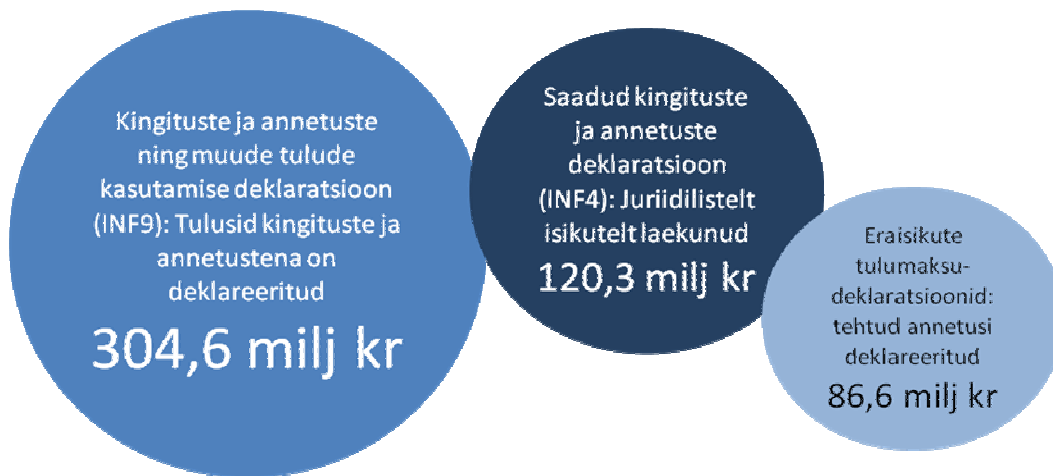 Kingituste ja annetuste
ning muude tulude
kasutamise deklaratsioon
(INF9): Tulusid kingituste ja
annetustena on
deklareeritud
304,6 milj kr
Saadud kingituste
ja annetuste
deklaratsioon
(INF4): Juriidilistelt
isikutelt laekunud
120,3 milj kr
Eraisikute
tulumaksu-
deklaratsioonid:
tehtud annetusi
deklareeritud
86,6 milj kr